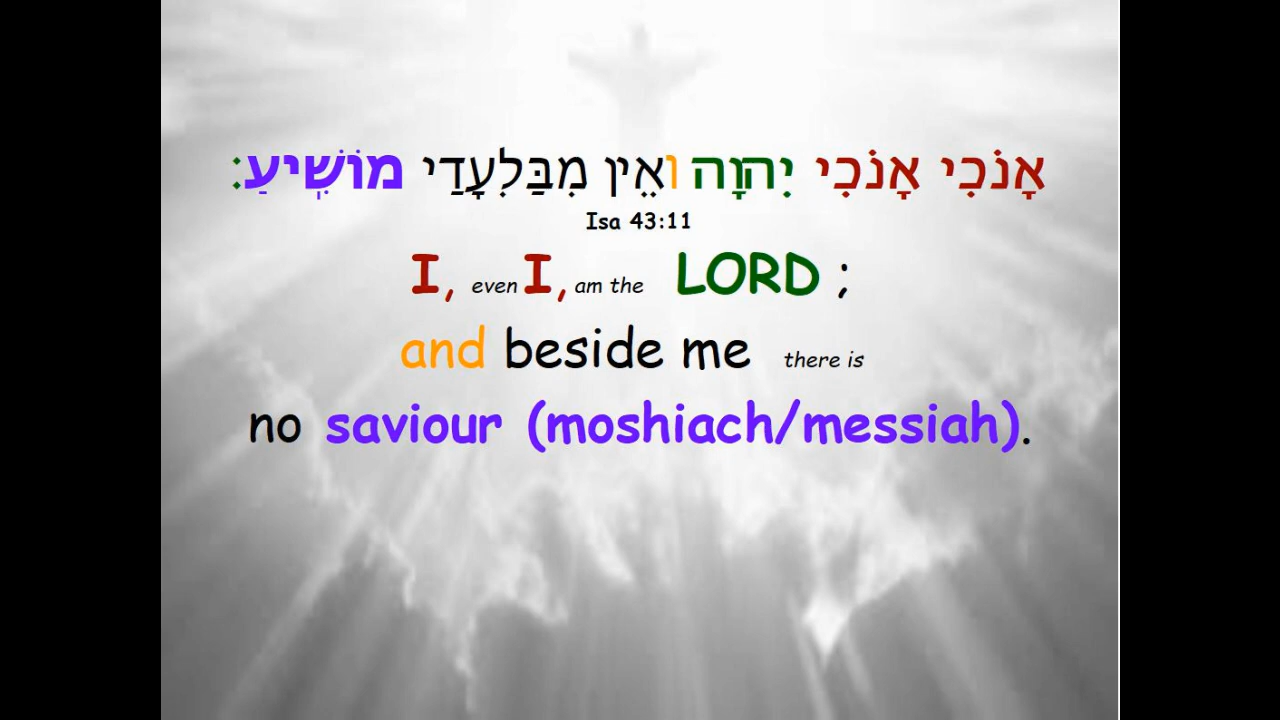 אָנֹכִי אָנֹכִי יְהוָה וְאֵין מִבַּלְעָדַי מוֹשִׁיעַ׃
Isa 43:11
I, even I, am the LORD ;
and beside me there is
no saviour (moshiach/messiah).